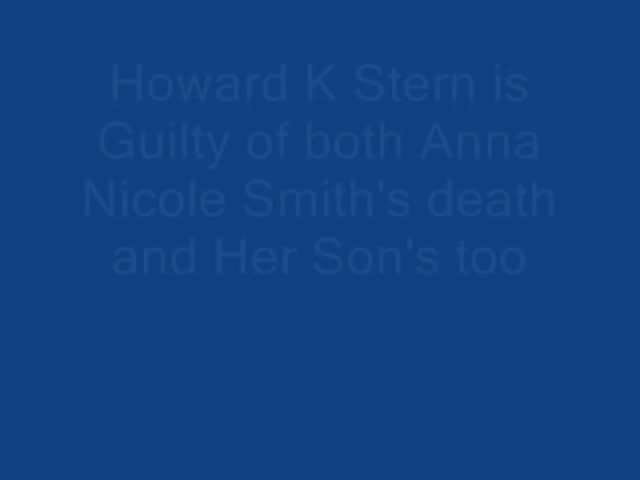 Howard K Stern is
Guilty of both Anna
Nicole Smith's death
and Her Son's too